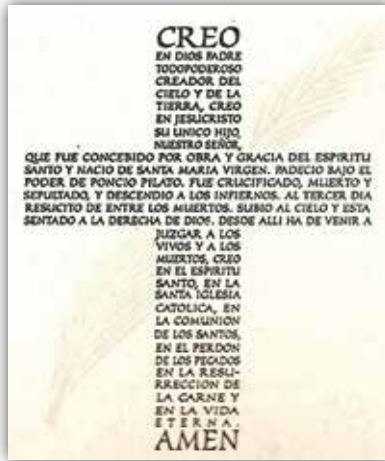 CREO
EN DIOS PADRE
TODOPODEROSO
CREADOR DEL
CIELO Y DE LA
TIERRA, CREO
EN JESUCRISTO
SU UNICO HIJO,
NUESTRO SEÑOR,
QUE FUE CONCEBIDO POR OBRA Y GRACIA DEL ESPIRITU
SANTO Y NACIO DE SANTA MARIA VIRGEN. PADECIO BAJO EL
PODER DE PONCIO PILATO, FUE CRUCIFICADO, MUERTO Y
SEPULTADO, Y DESCENDIO A LOS INFIERNOS. AL TERCER DIA
RESUCITO DE ENTRE LOS MUERTOS. SUBIO AL CIELO Y ESTA
SENTADO A LA DERECHA DE DIOS. DESDE ALLI HA DE VENIR A
JUZGAR A LOS
VIVOS Y A LOS
MUERTOS, CREO
EN EL ESPIRITU
SANTO, EN LA
SANTA IGLESIA
CATOLICA, EN
LA COMUNION
DE LOS SANTOS,
EN EL PERDON
DE LOS PECADOS
EN LA RESU-
RRECCION DE
LA CARNE Y
EN LA VIDA
ETERNA.
AMEN